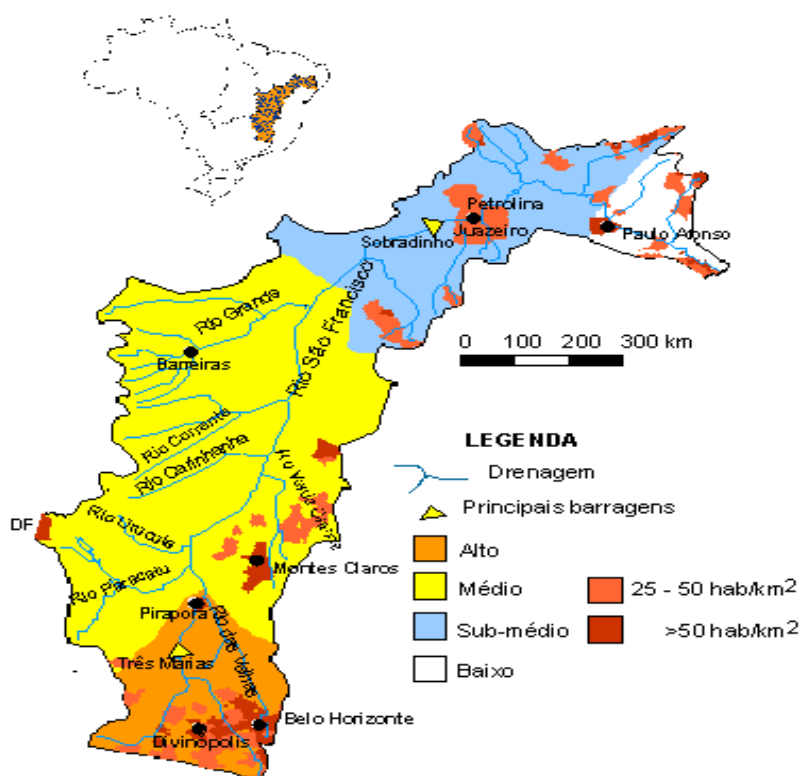 Petrolina
Juazeiro
Sobradinho
Paulo Afonso
Rio São Francisco
Rio Grande
Barreiras
0 100 200 300 km
LEGENDA
Drenagem
Principais barragens
Alto
Médio
Sub-médio
Baixo
25 - 50 hab/km2
>50 hab/km2
Rio Corrente
Rio Carinhanha
DF
Rio Urucuia
Rio Paracatu
Montes Claros
Pirapora
Rio das Velhas
Três Marias
Belo Horizonte
Divinópolis